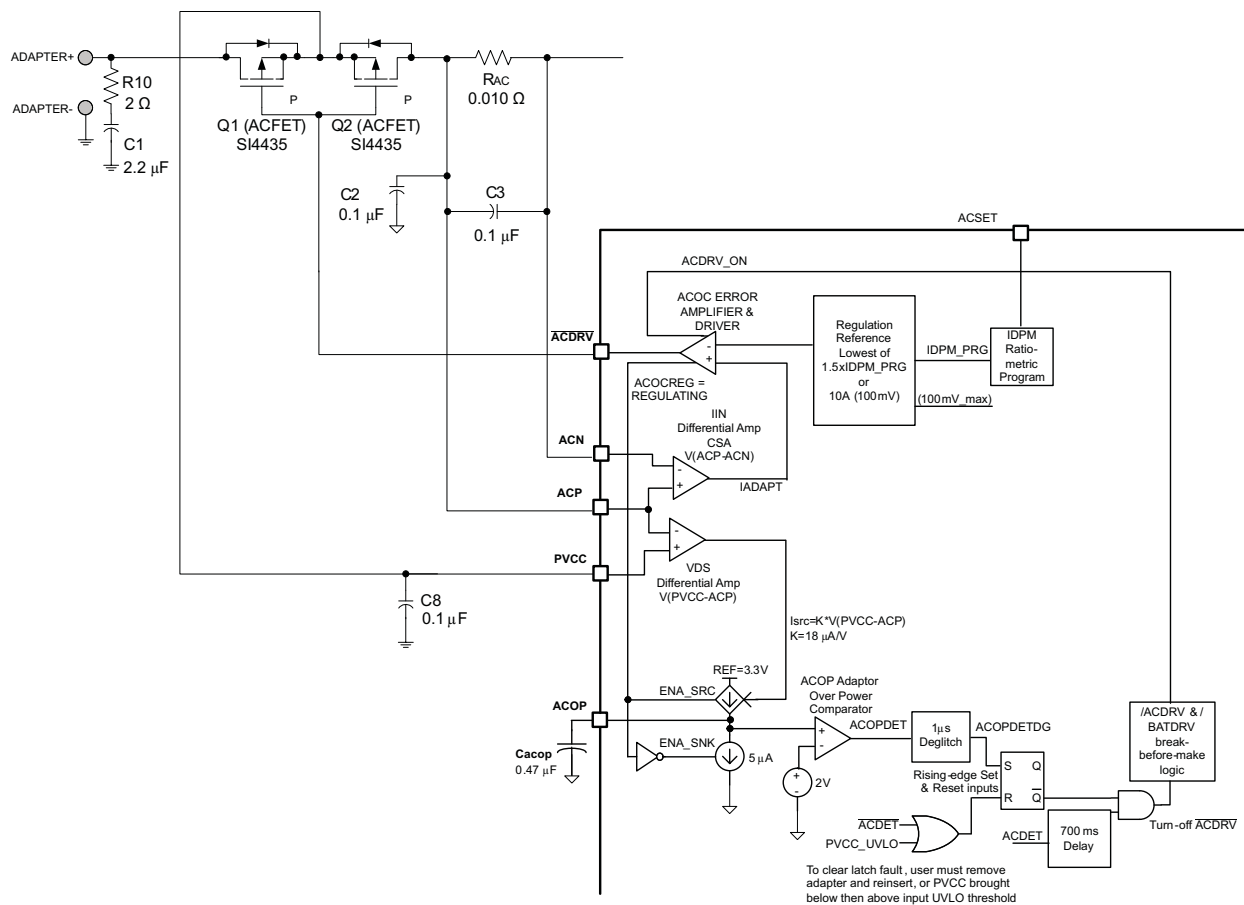 ADAPTER+
R10
2 Ω
ADAPTER-
C1
2.2 μF
P
Q1 (ACFET)
SI4435
P
Q2 (ACFET)
SI4435
RAC
0.010 Ω
C2
0.1 μF
C3
0.1 μF
ACSET
ACDRV_ON
ACOC ERROR
AMPLIFIER &
DRIVER
ACDRV
-
+
Regulation
Reference
Lowest of
1.5xIDPM_PRG
or
10A (100mV)
IDPM_PRG
IDPM
Ratio-
metric
Program
(100mV_max)
ACOCREG =
REGULATING
IIN
Differential Amp
CSA
V(ACP-ACN)
ACN
-
+
IADAPT
ACP
-
+
PVCC
VDS
Differential Amp
V(PVCC-ACP)
C8
0.1 μF
Isrc=K*V(PVCC-ACP)
K=18 μA/V
REF=3.3V
ENA_SRC
ACOP
Cacop
0.47 μF
ENA_SNK
5 μA
ACOP Adaptor
Over Power
Comparator
+
-
ACOPDET
+
-
2V
1μs
Deglitch
ACOPDETDG
Rising-edge Set
& Reset inputs
S Q
R Q
ACDET
PVCC_UVLO
ACDET
700 ms
Delay
/ACDRV & /
BATDRV
break-
before-make
logic
Turn-off ACDRV
To clear latch fault, user must remove
adapter and reinsert, or PVCC brought
below then above input UVLO threshold